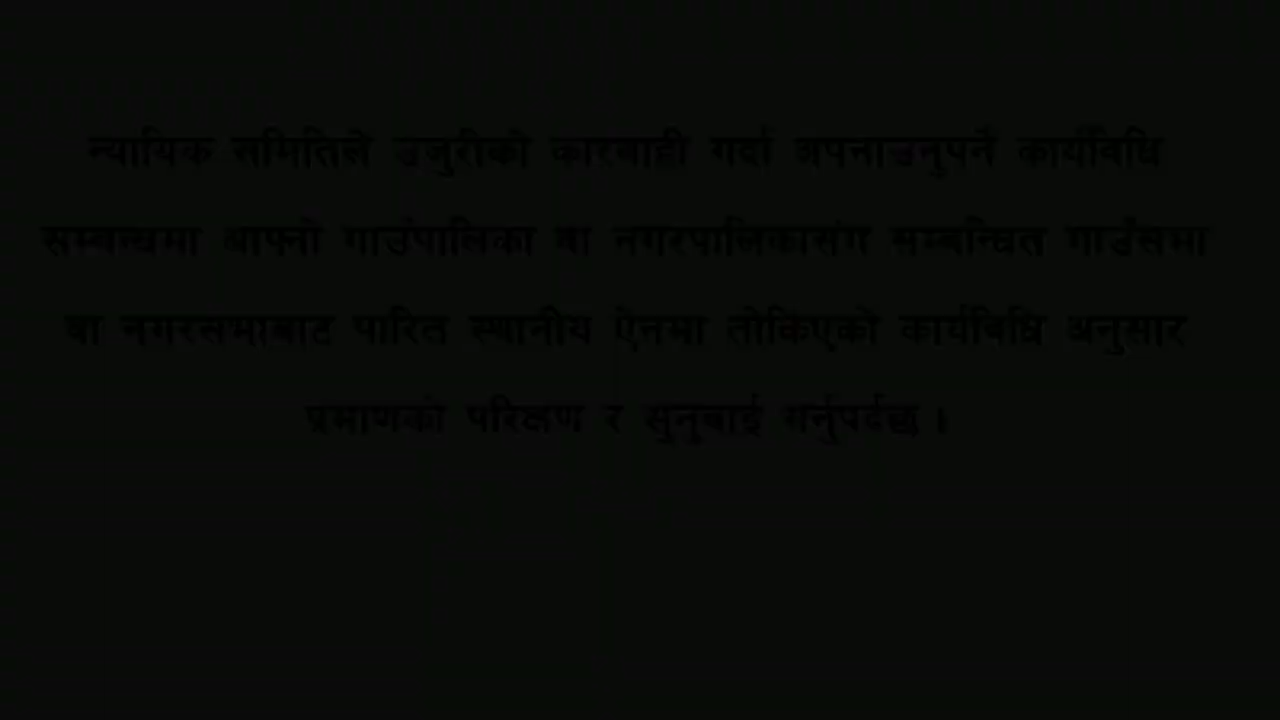 न्यायिक समितिले उजुरीको कारबाही गर्दा अपनाउनुपर्ने कार्यविधि
सम्बन्धमा आफ्नो गाउँपालिका वा नगरपालिकासंग सम्बन्धित गाउँसभा
वा नगरसभाबाट पारित स्थानीय ऐनमा तोकिएको कार्यविधि अनुसार
प्रमाणको परिक्षण र सुनुवाई गर्नुपर्दछ ।